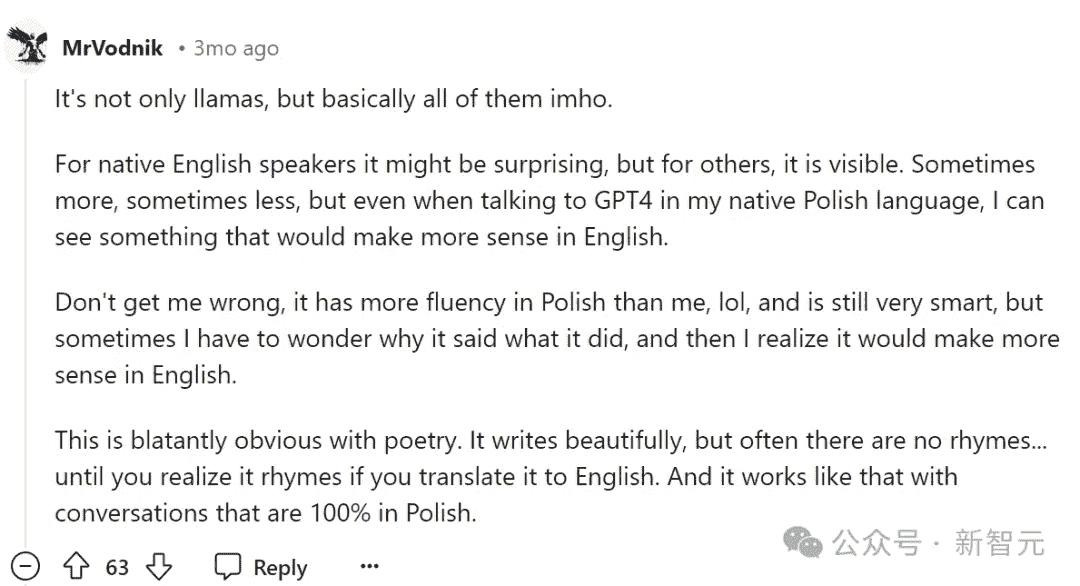 MrVodnik • 3mo ago
It's not only llamas, but basically all of them imho.
For native English speakers it might be surprising, but for others, it is visible. Sometimes
more, sometimes less, but even when talking to GPT4 in my native Polish language, I can
see something that would make more sense in English.
Don't get me wrong, it has more fluency in Polish than me, lol, and is still very smart, but
sometimes I have to wonder why it said what it did, and then I realize it would make more
sense in English.
This is blatantly obvious with poetry. It writes beautifully, but often there are no rhymes...
until you realize it rhymes if you translate it to English. And it works like that with
conversations that are 100% in Polish.
公众号 · 新智元
63 Reply ...